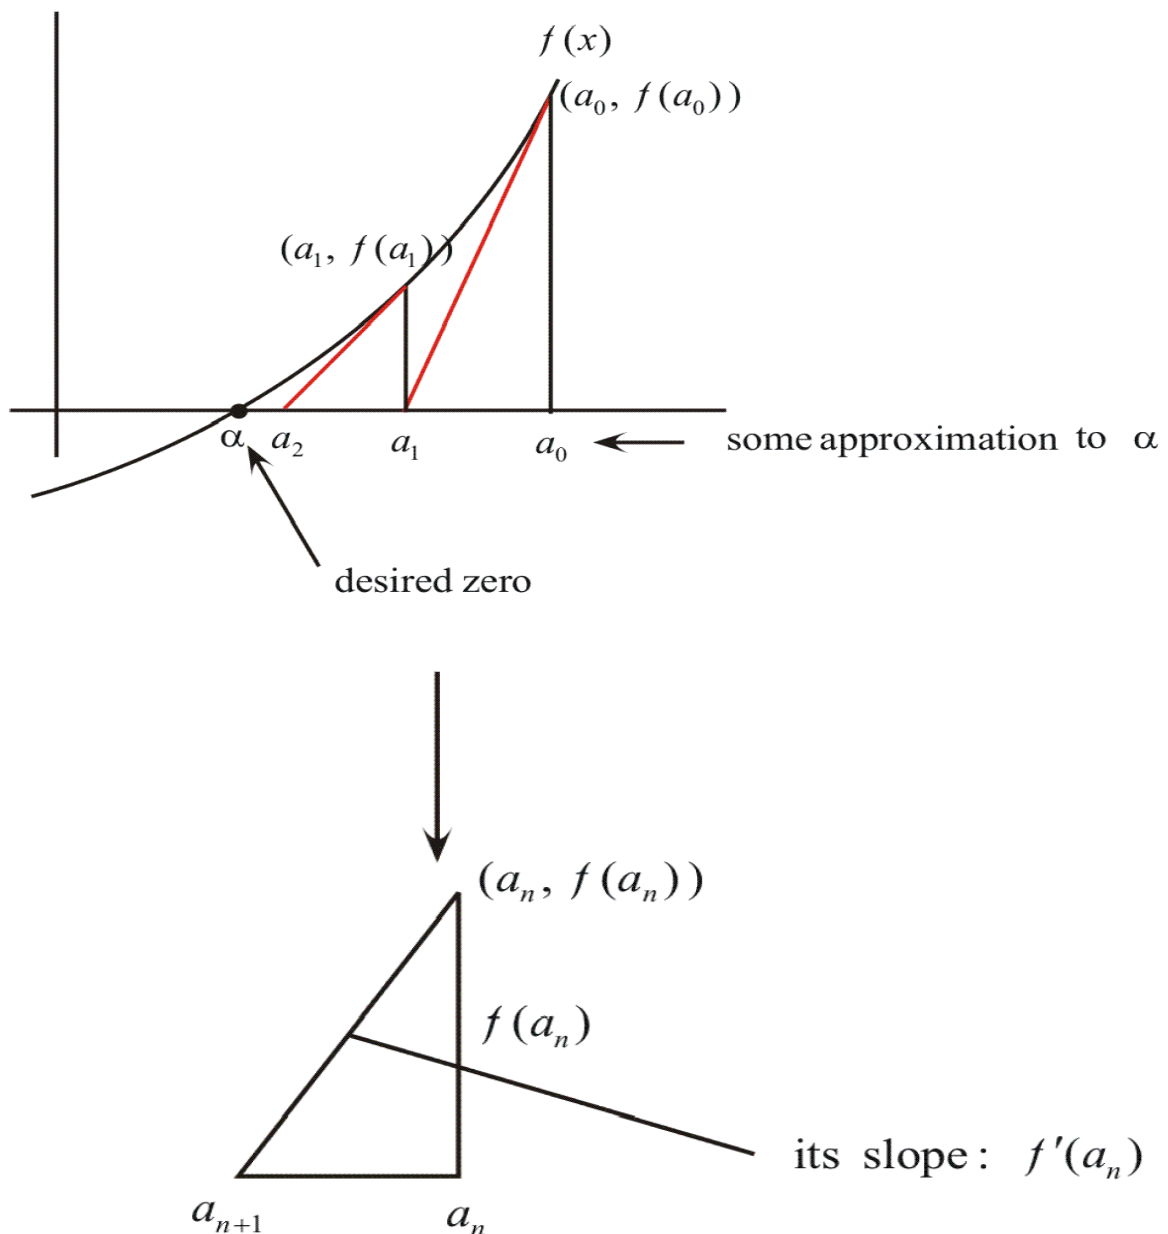 f(x)
(a₀, f(a₀))
(a₁, f(a₁))
α a₂ a₁ a₀ some approximation to α
desired zero
(aₙ, f(aₙ))
f(aₙ)
its slope: f′(aₙ)
aₙ₊₁ aₙ